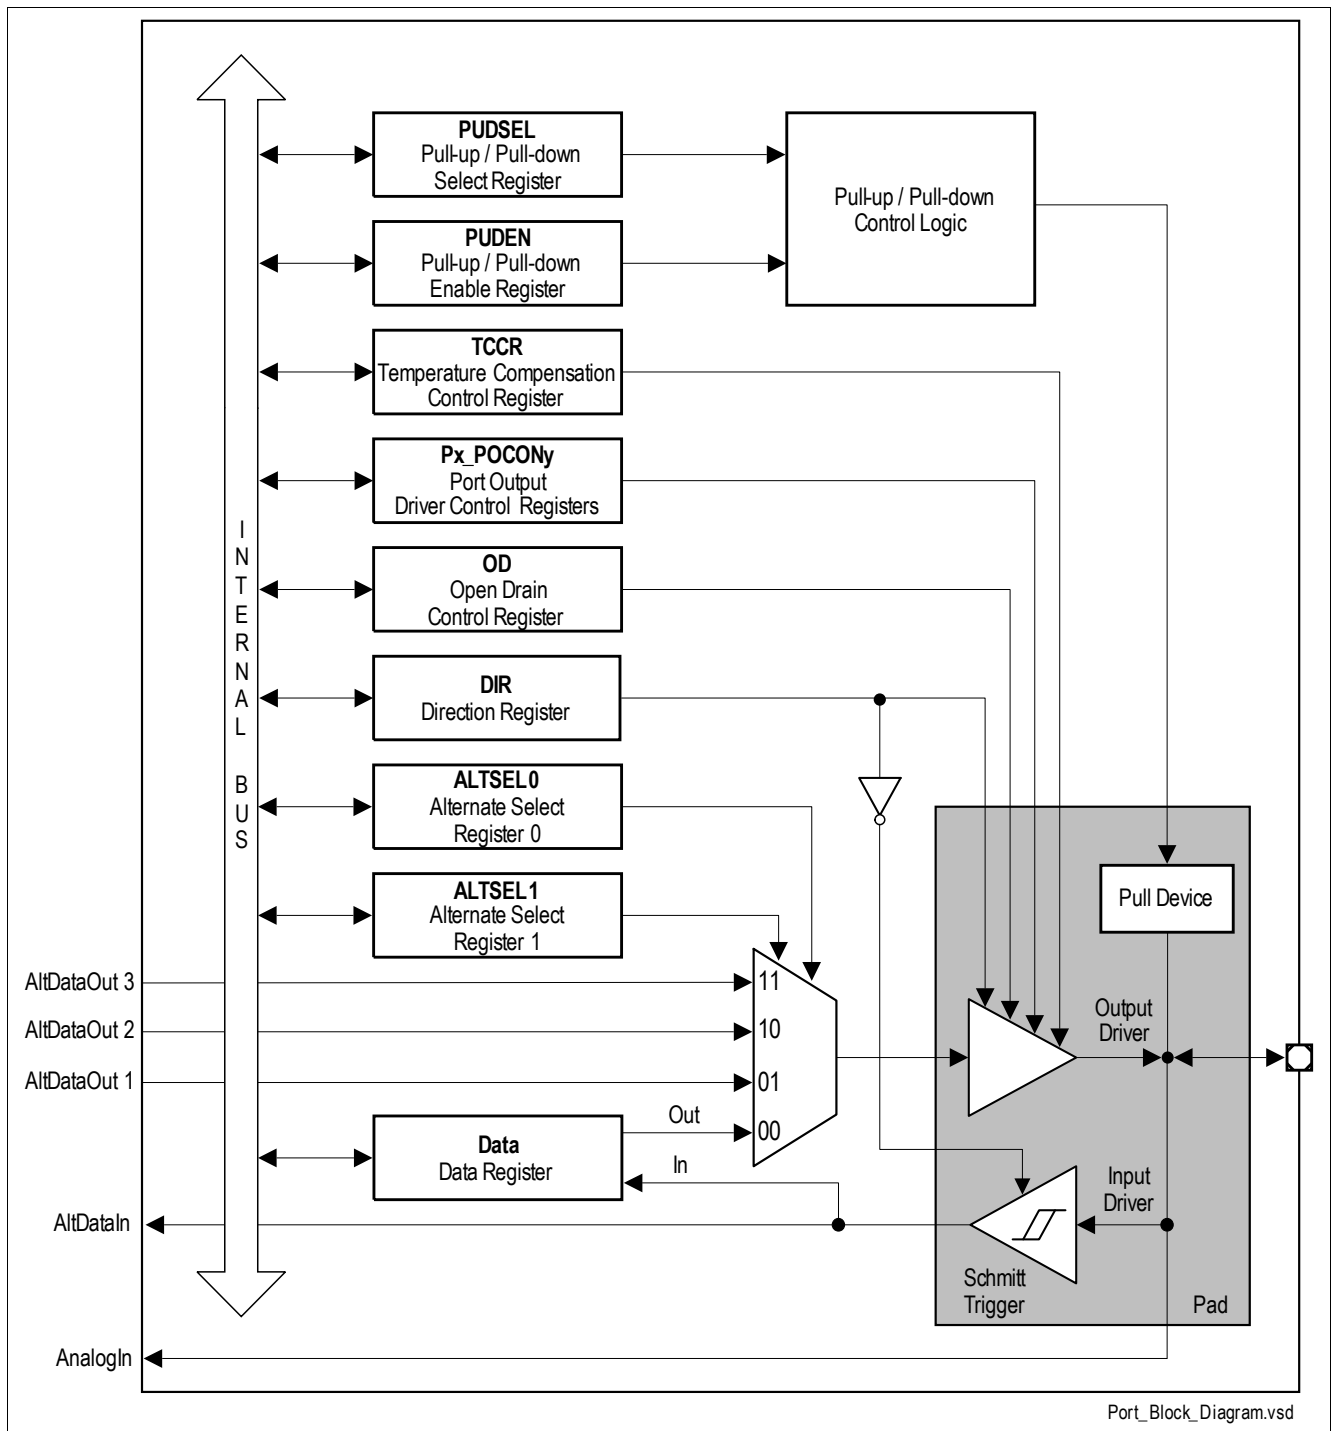 PUDSEL
Pull-up / Pull-down
Select Register
Pull-up / Pull-down
Control Logic
PUDEN
Pull-up / Pull-down
Enable Register
TCCR
Temperature Compensation
Control Register
Px_POCONy
Port Output
Driver Control Registers
INTERNAL BUS
OD
Open Drain
Control Register
DIR
Direction Register
ALTSEL0
Alternate Select
Register 0
ALTSEL1
Alternate Select
Register 1
Pull Device
AltDataOut 3
11
AltDataOut 2
10
AltDataOut 1
01
Output
Driver
Out
00
Data
Data Register
In
Input
Driver
AltDataIn
Schmitt
Trigger
Pad
AnalogIn
Port_Block_Diagram.vsd